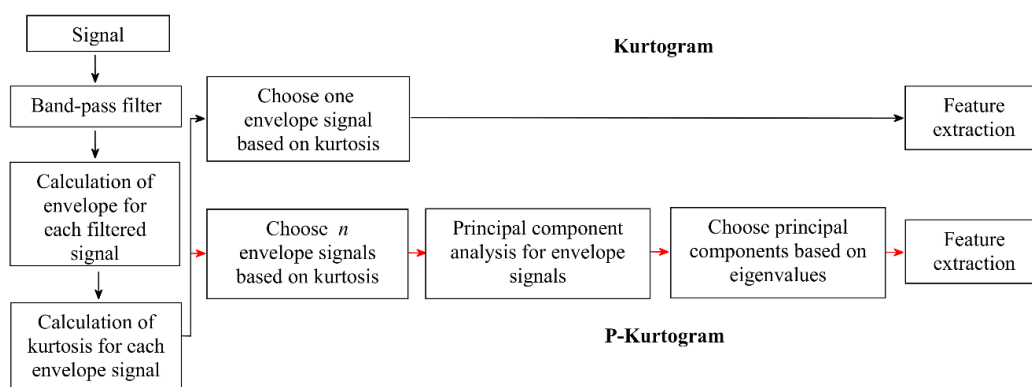 Signal
Band-pass filter
Calculation of
envelope for
each filtered
signal
Calculation of
kurtosis for each
envelope signal
Kurtogram
Choose one
envelope signal
based on kurtosis
Feature
extraction
Choose n
envelope signals
based on kurtosis
Principal component
analysis for envelope
signals
Choose principal
components based on
eigenvalues
Feature
extraction
P-Kurtogram